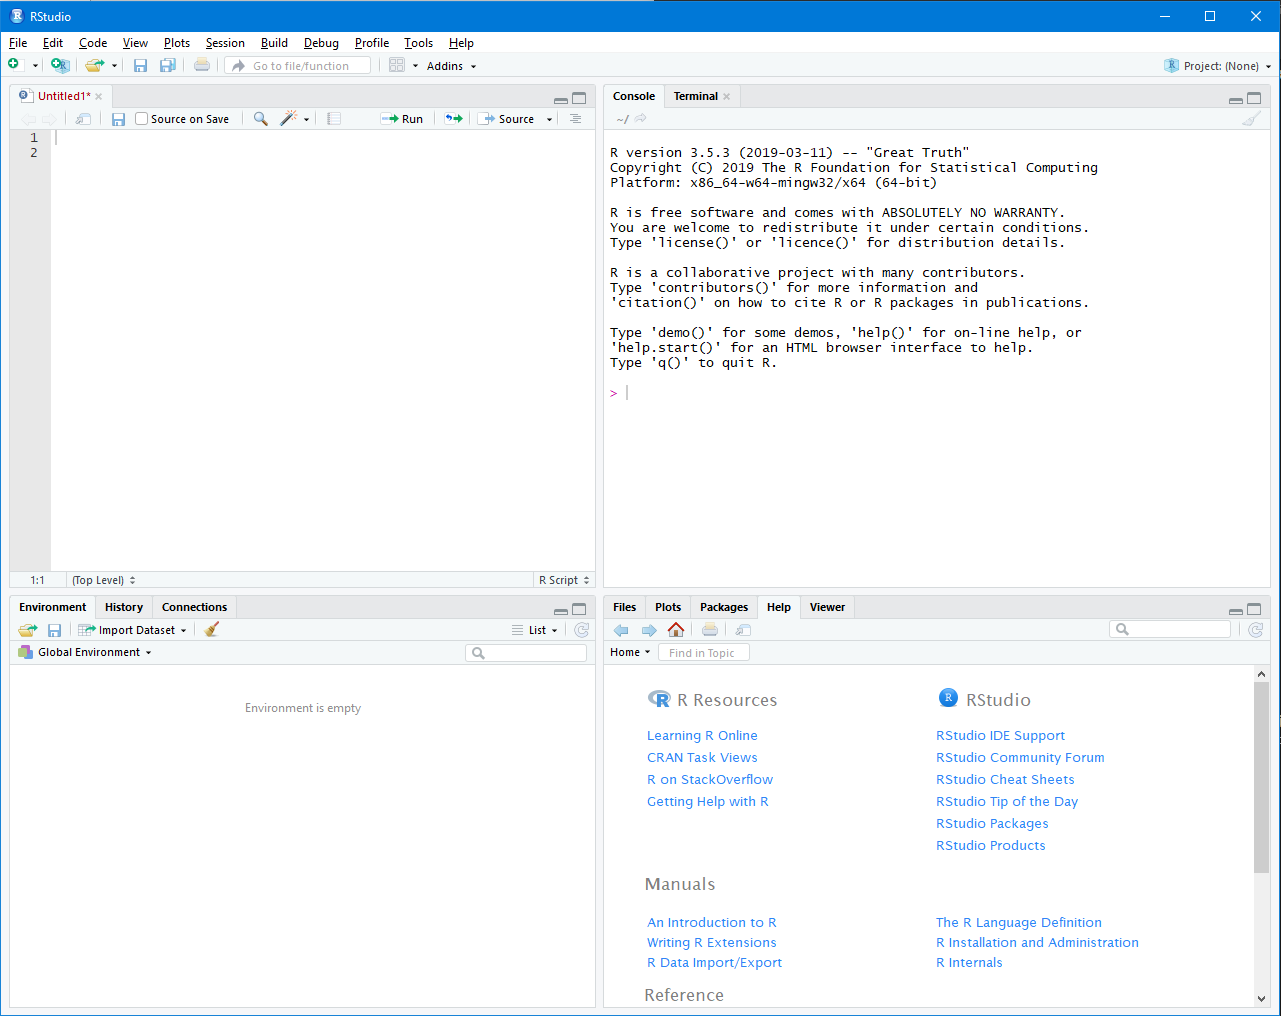 RStudio
File Edit Code View Plots Session Build Debug Profile Tools Help
Go to file/function Addins Project: (None)
Untitled1*
Source on Save Run Source
1
2
1:1 (Top Level) R Script
Console Terminal
~/
R version 3.5.3 (2019-03-11) -- "Great Truth"
Copyright (C) 2019 The R Foundation for Statistical Computing
Platform: x86_64-w64-mingw32/x64 (64-bit)
R is free software and comes with ABSOLUTELY NO WARRANTY.
You are welcome to redistribute it under certain conditions.
Type 'license()' or 'licence()' for distribution details.
R is a collaborative project with many contributors.
Type 'contributors()' for more information and
'citation()' on how to cite R or R packages in publications.
Type 'demo()' for some demos, 'help()' for on-line help, or
'help.start()' for an HTML browser interface to help.
Type 'q()' to quit R.
>
Environment History Connections
Import Dataset List
Global Environment
Environment is empty
Files Plots Packages Help Viewer
Home Find in Topic
R Resources
Learning R Online
CRAN Task Views
R on StackOverflow
Getting Help with R
RStudio
RStudio IDE Support
RStudio Community Forum
RStudio Cheat Sheets
RStudio Tip of the Day
RStudio Packages
RStudio Products
Manuals
An Introduction to R
Writing R Extensions
R Data Import/Export
The R Language Definition
R Installation and Administration
R Internals
Reference